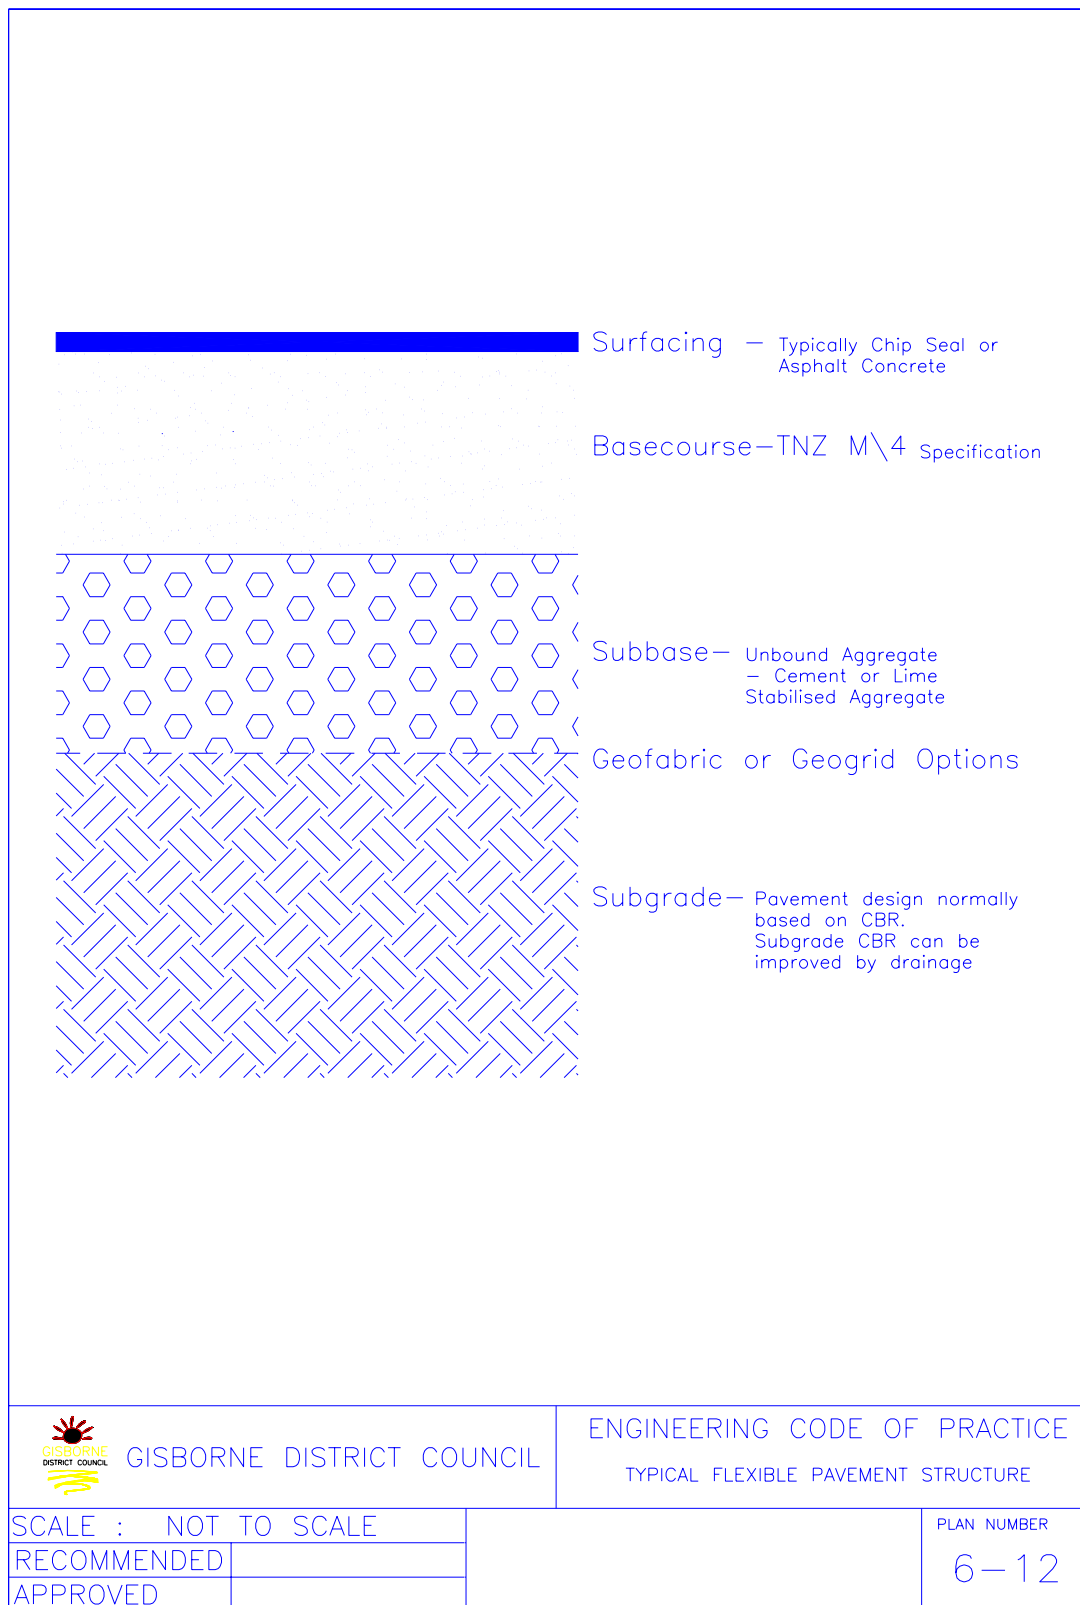 Surfacing – Typically Chip Seal or
Asphalt Concrete
Basecourse–TNZ M\4 Specification
Subbase– Unbound Aggregate
– Cement or Lime
Stabilised Aggregate
Geofabric or Geogrid Options
Subgrade– Pavement design normally
based on CBR.
Subgrade CBR can be
improved by drainage
GISBORNE
DISTRICT COUNCIL
GISBORNE DISTRICT COUNCIL
ENGINEERING CODE OF PRACTICE
TYPICAL FLEXIBLE PAVEMENT STRUCTURE
SCALE : NOT TO SCALE
RECOMMENDED
APPROVED
PLAN NUMBER
6–12